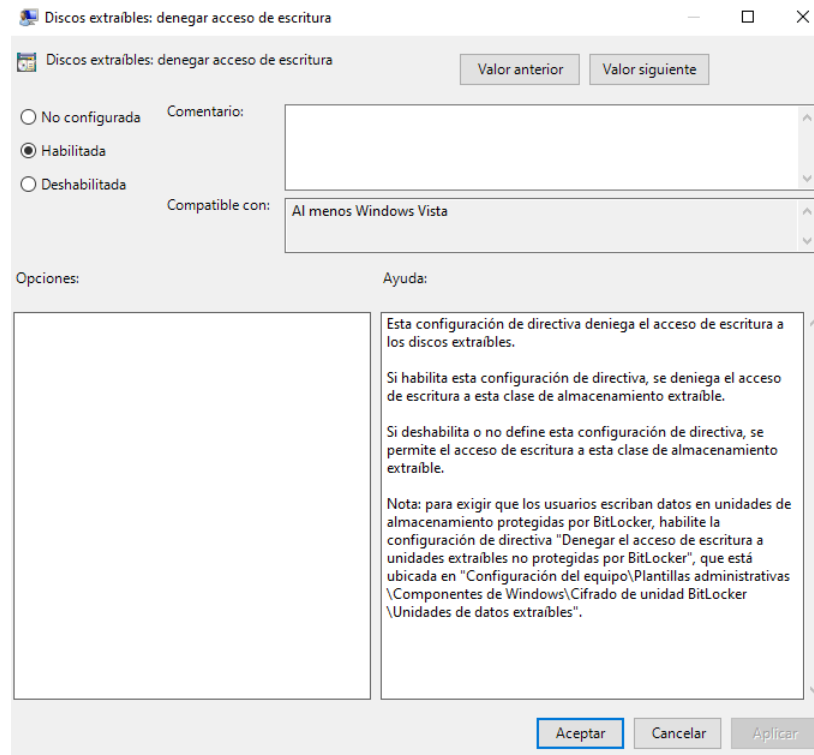 Discos extraíbles: denegar acceso de escritura
Discos extraíbles: denegar acceso de escritura
Valor anterior
Valor siguiente
No configurada
Habilitada
Deshabilitada
Comentario:
Compatible con:
Al menos Windows Vista
Opciones:
Ayuda:
Esta configuración de directiva deniega el acceso de escritura a
los discos extraíbles.
Si habilita esta configuración de directiva, se deniega el acceso
de escritura a esta clase de almacenamiento extraíble.
Si deshabilita o no define esta configuración de directiva, se
permite el acceso de escritura a esta clase de almacenamiento
extraíble.
Nota: para exigir que los usuarios escriban datos en unidades de
almacenamiento protegidas por BitLocker, habilite la
configuración de directiva "Denegar el acceso de escritura a
unidades extraíbles no protegidas por BitLocker", que está
ubicada en "Configuración del equipo\Plantillas administrativas
\Componentes de Windows\Cifrado de unidad BitLocker
\Unidades de datos extraíbles".
Aceptar
Cancelar
Aplicar